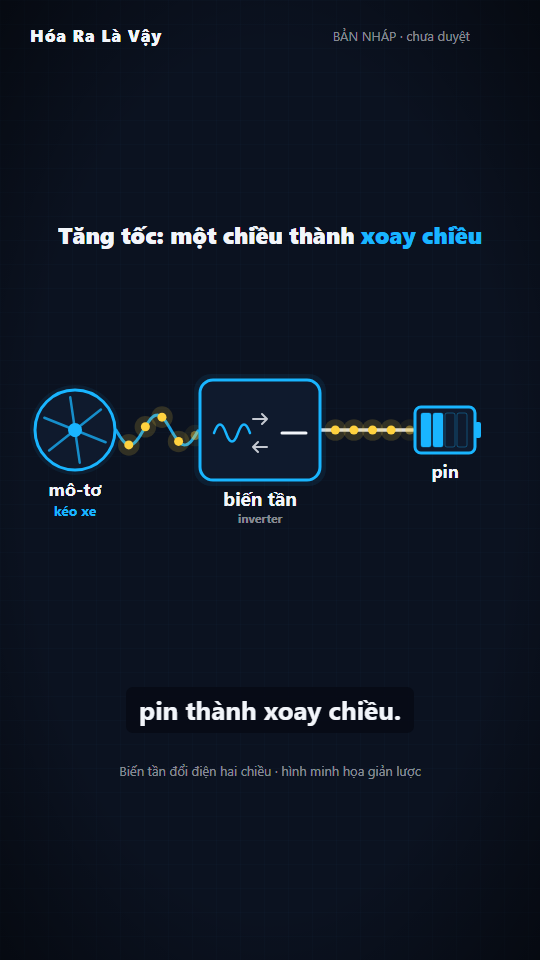 Hóa Ra Là Vậy
BẢN NHÁP · chưa duyệt
Tăng tốc: một chiều thành xoay chiều
mô-tơ
kéo xe
biến tần
inverter
pin
pin thành xoay chiều.
Biến tần đổi điện hai chiều · hình minh họa giản lược